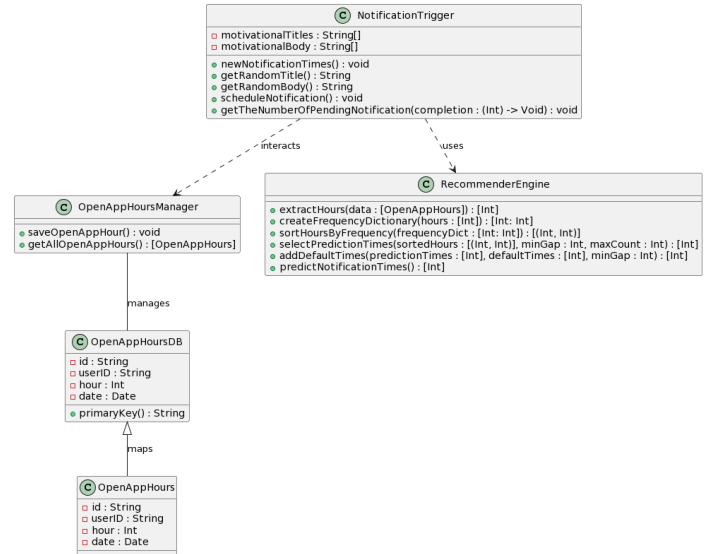 C NotificationTrigger
motivationalTitles : String[]
motivationalBody : String[]
newNotificationTimes() : void
getRandomTitle() : String
getRandomBody() : String
scheduleNotification() : void
getTheNumberOfPendingNotification(completion : (Int) -> Void) : void
interacts
uses
C OpenAppHoursManager
saveOpenAppHour() : void
getAllOpenAppHours() : [OpenAppHours]
C RecommenderEngine
extractHours(data : [OpenAppHours]) : [Int]
createFrequencyDictionary(hours : [Int]) : [Int: Int]
sortHoursByFrequency(frequencyDict : [Int: Int]) : [(Int, Int)]
selectPredictionTimes(sortedHours : [(Int, Int)], minGap : Int, maxCount : Int) : [Int]
addDefaultTimes(predictionTimes : [Int], defaultTimes : [Int], minGap : Int) : [Int]
predictNotificationTimes() : [Int]
manages
C OpenAppHoursDB
id : String
userID : String
hour : Int
date : Date
primaryKey() : String
maps
C OpenAppHours
id : String
userID : String
hour : Int
date : Date